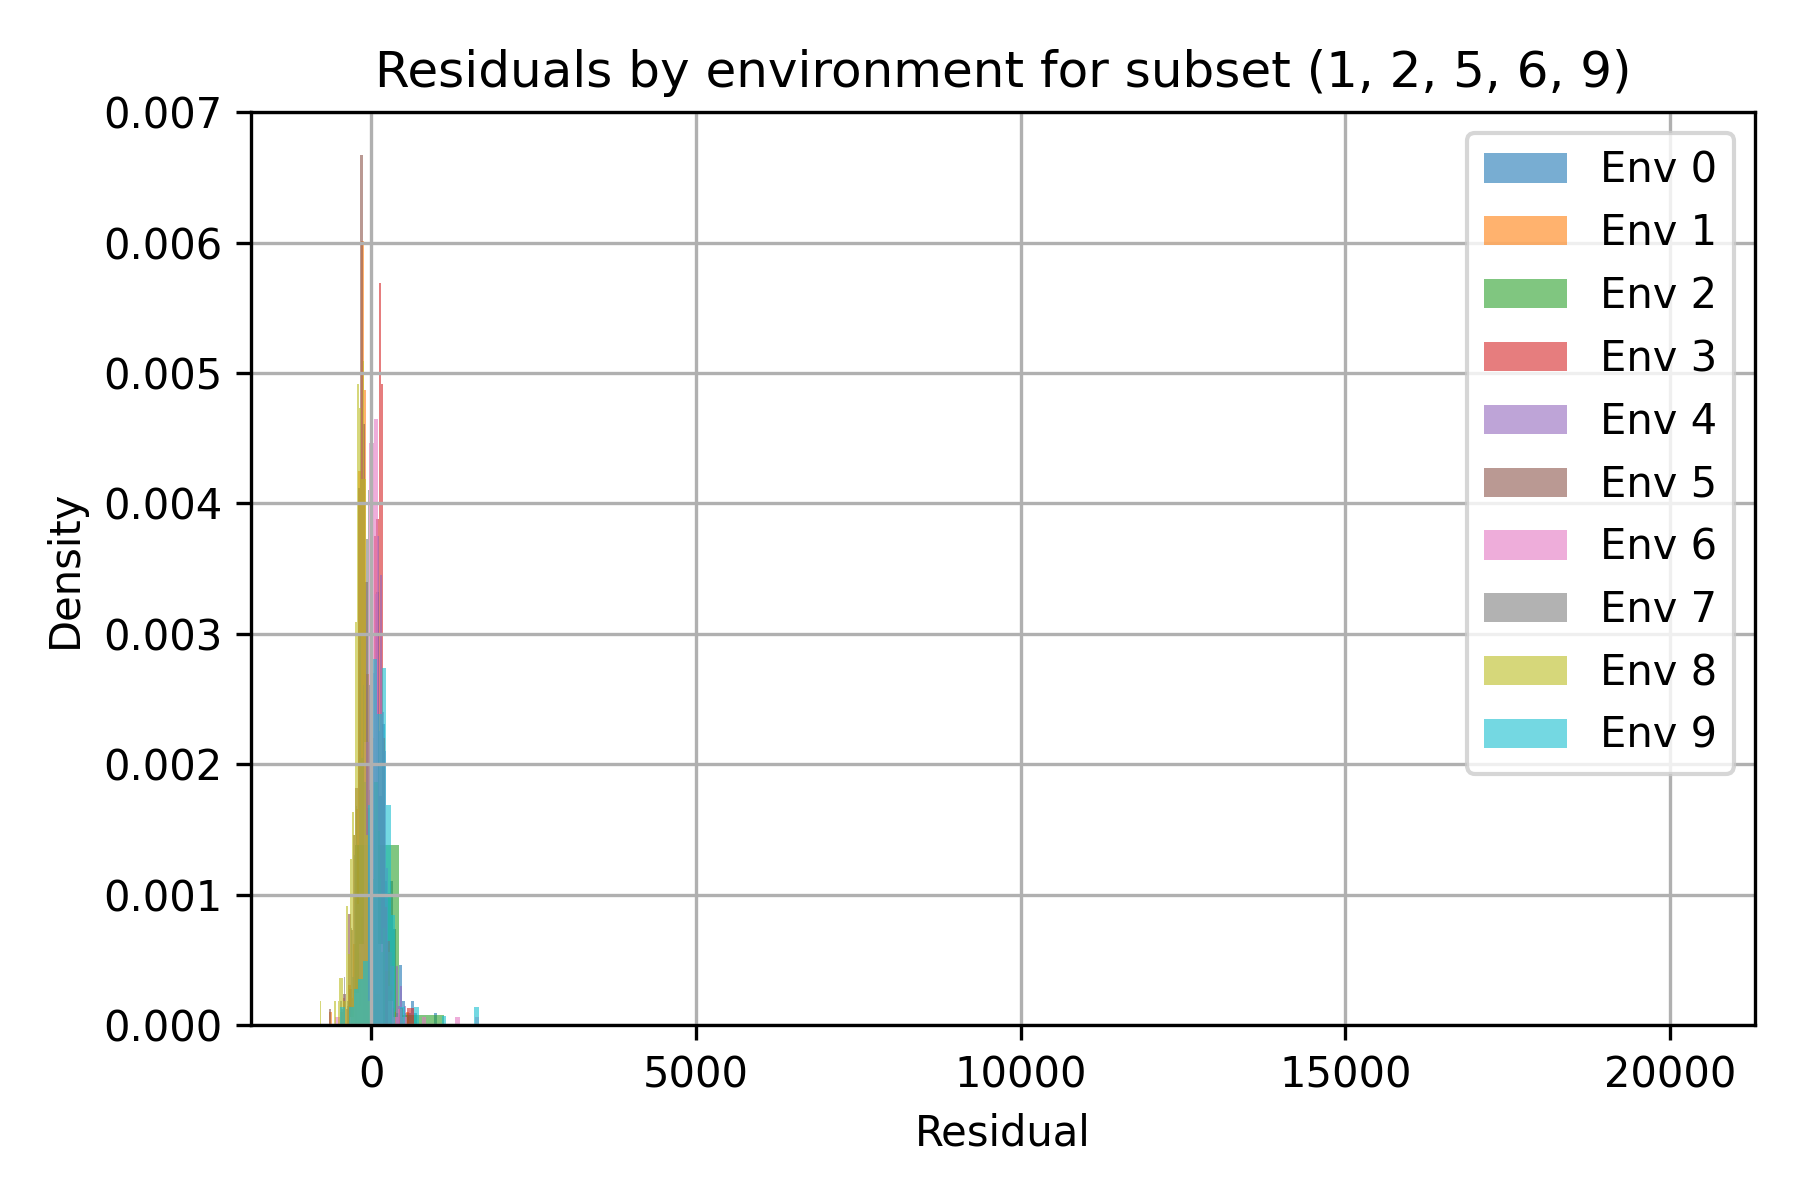 Residuals by environment for subset (1, 2, 5, 6, 9)
0.007
0.006
0.005
0.004
0.003
0.002
0.001
0.000
Density
0
5000
10000
15000
20000
Residual
Env 0
Env 1
Env 2
Env 3
Env 4
Env 5
Env 6
Env 7
Env 8
Env 9